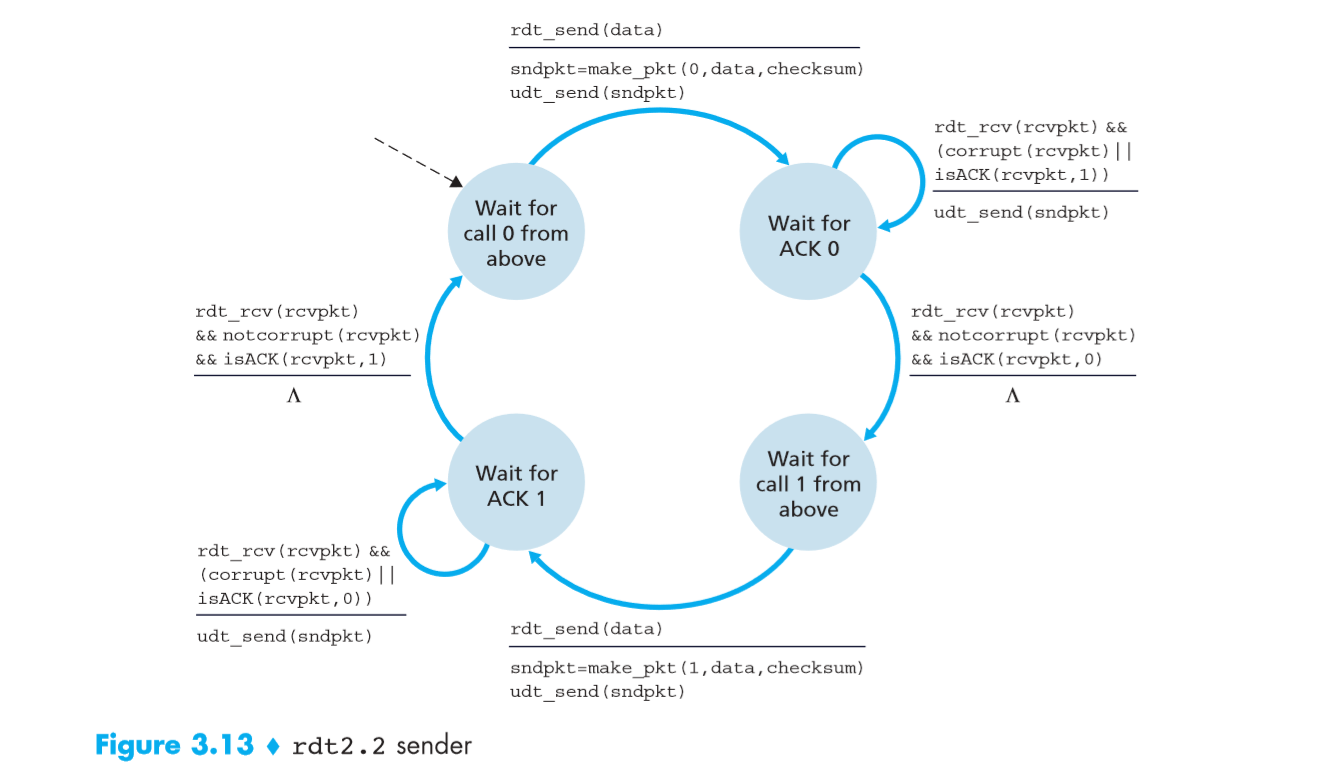 rdt_send(data)
sndpkt=make_pkt(0,data,checksum)
udt_send(sndpkt)
rdt_rcv(rcvpkt) &&
(corrupt(rcvpkt)||
isACK(rcvpkt,1))
udt_send(sndpkt)
Wait for
call 0 from
above
Wait for
ACK 0
rdt_rcv(rcvpkt)
&& notcorrupt(rcvpkt)
&& isACK(rcvpkt,1)
Λ
rdt_rcv(rcvpkt)
&& notcorrupt(rcvpkt)
&& isACK(rcvpkt,0)
Λ
Wait for
ACK 1
Wait for
call 1 from
above
rdt_rcv(rcvpkt) &&
(corrupt(rcvpkt)||
isACK(rcvpkt,0))
udt_send(sndpkt)
rdt_send(data)
sndpkt=make_pkt(1,data,checksum)
udt_send(sndpkt)
Figure 3.13 ♦ rdt2.2 sender